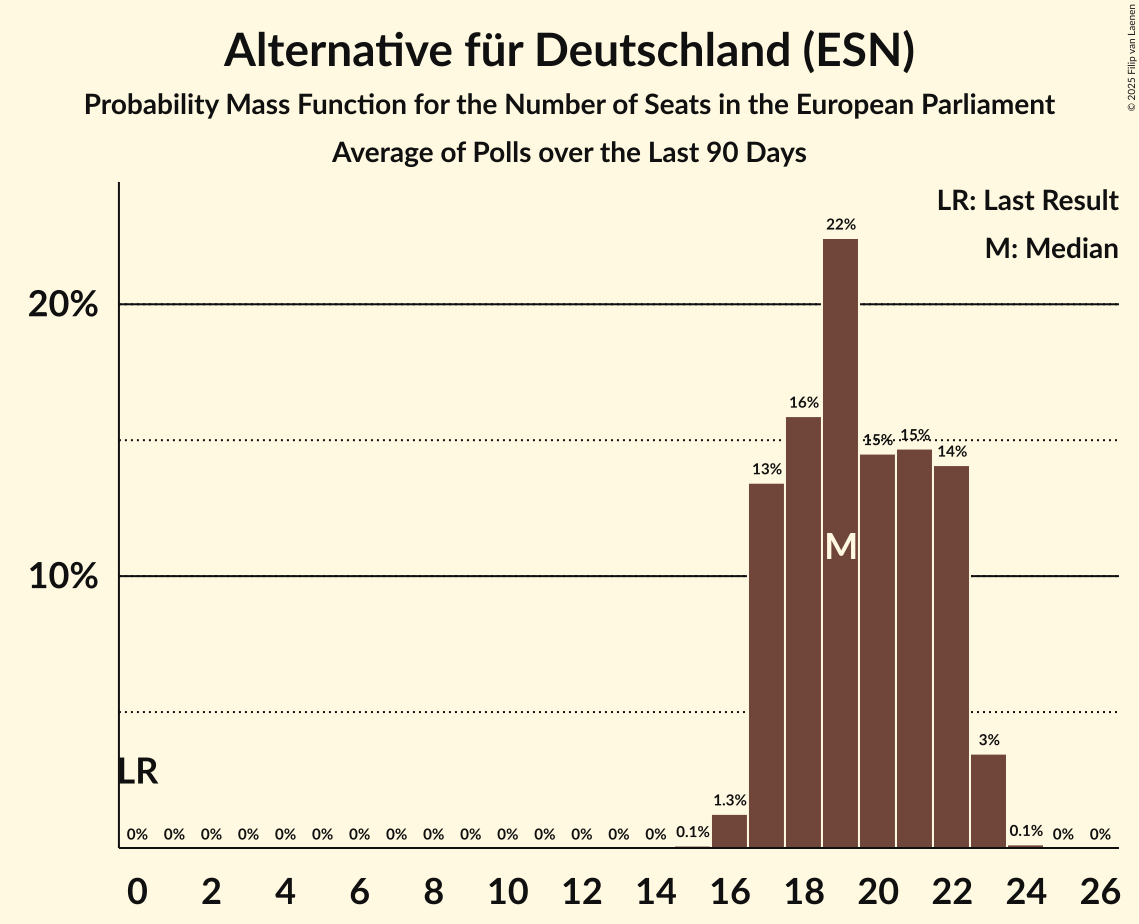 Alternative für Deutschland (ESN)
Probability Mass Function for the Number of Seats in the European Parliament
Average of Polls over the Last 90 Days
© 2025 Filip van Laenen
LR: Last Result
M: Median
22%
20%
16%
15% 15%
14%
13%
M
10%
3%
LR
1.3%
0% 0% 0% 0% 0% 0% 0% 0% 0% 0% 0% 0% 0% 0% 0% 0.1% 0.1% 0% 0%
0 2 4 6 8 10 12 14 16 18 20 22 24 26